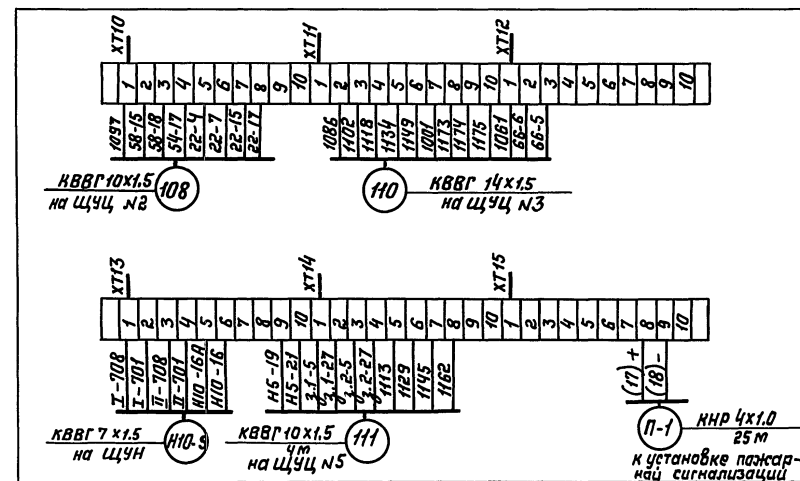 XT10 XT11 XT12
1 2 3 4 5 6 7 8 9 10 1 2 3 4 5 6 7 8 9 10 1 2 3 4 5 6 7 8 9 10
1097 58-15 58-18 54-17 22-4 22-7 22-15 22-17 1086 1102 1118 1134 1149 1001 1173 1174 1175 1061 66-6 66-5
КВВГ 10х1.5 108 110 КВВГ 14х1.5
на ЩУЦ N2 на ЩУЦ N3
XT13 XT14 XT15
1 2 3 4 5 6 7 8 9 10 1 2 3 4 5 6 7 8 9 10 1 2 3 4 5 6 7 8 9 10
I-708 I-701 II-708 II-701 Н10-16А Н10-16 Н6-19 Н5-21 1113 1129 1145 1162 (17)+ (18)-
КВВГ 7х1.5 Н10-9 КВВГ 10х1.5 111 П-1 КНР 4х1.0
на ЩУН 4м 25м
на ЩУЦ N5 к установке пожар-
ной сигнализации